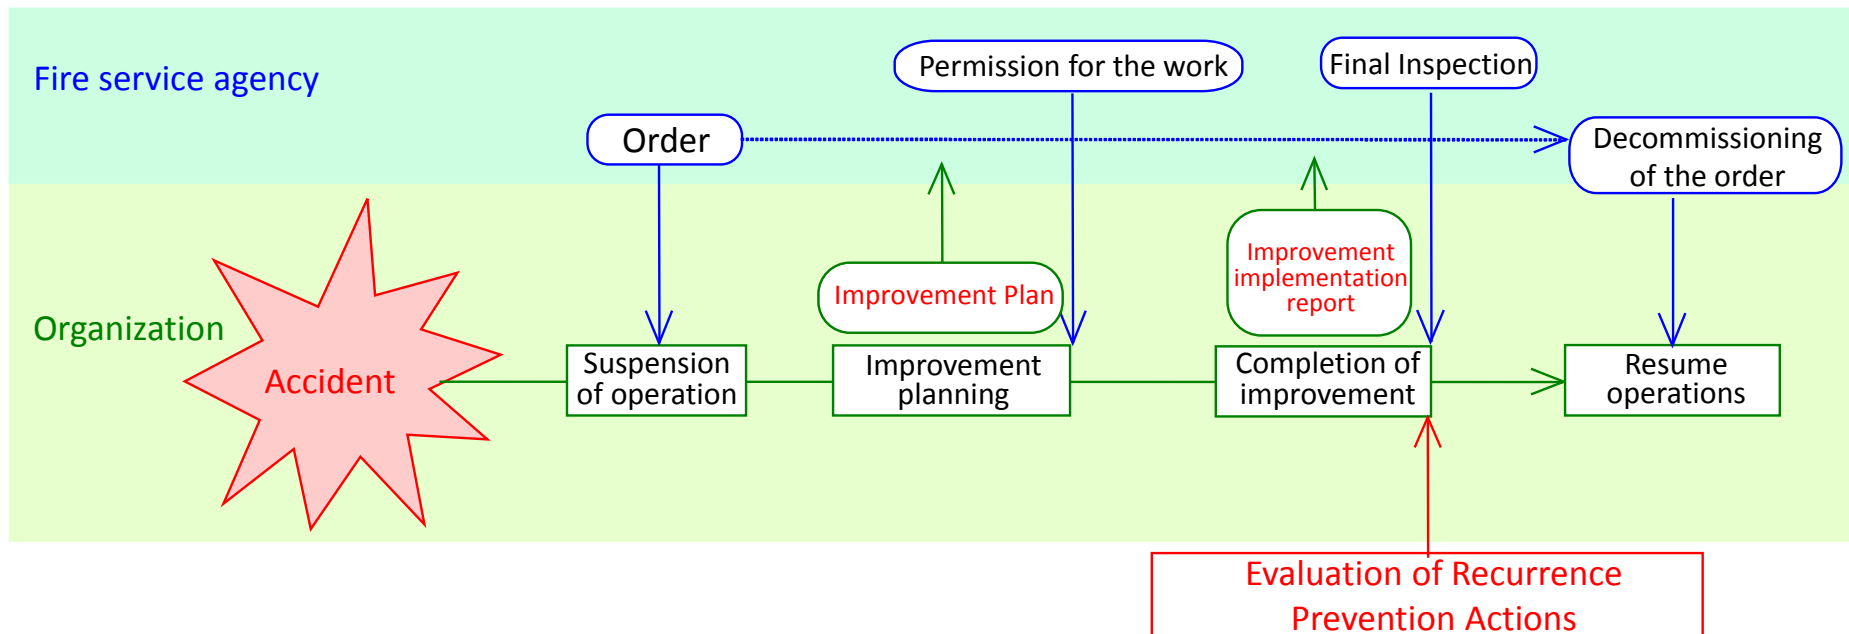 Fire service agency
Permission for the work
Final Inspection
Order
Decommissioning
of the order
Organization
Accident
Improvement Plan
Improvement
implementation
report
Suspension
of operation
Improvement
planning
Completion of
improvement
Resume
operations
Evaluation of Recurrence
Prevention Actions